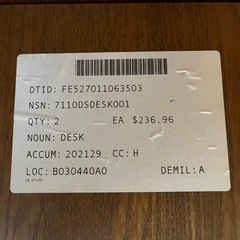 DTID: FE527011063503
NSN: 7110DSDESK001
QTY: 2 EA $236.96
NOUN: DESK
ACCUM: 202129 CC: H
LOC: B030440A0 DEMIL: A